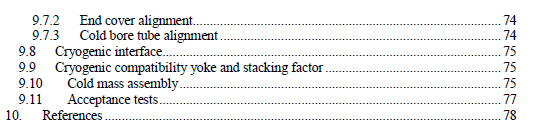 9.7.2 End cover alignment 74
9.7.3 Cold bore tube alignment 74
9.8 Cryogenic interface 75
9.9 Cryogenic compatibility yoke and stacking factor 75
9.10 Cold mass assembly 75
9.11 Acceptance tests 77
10. References 78